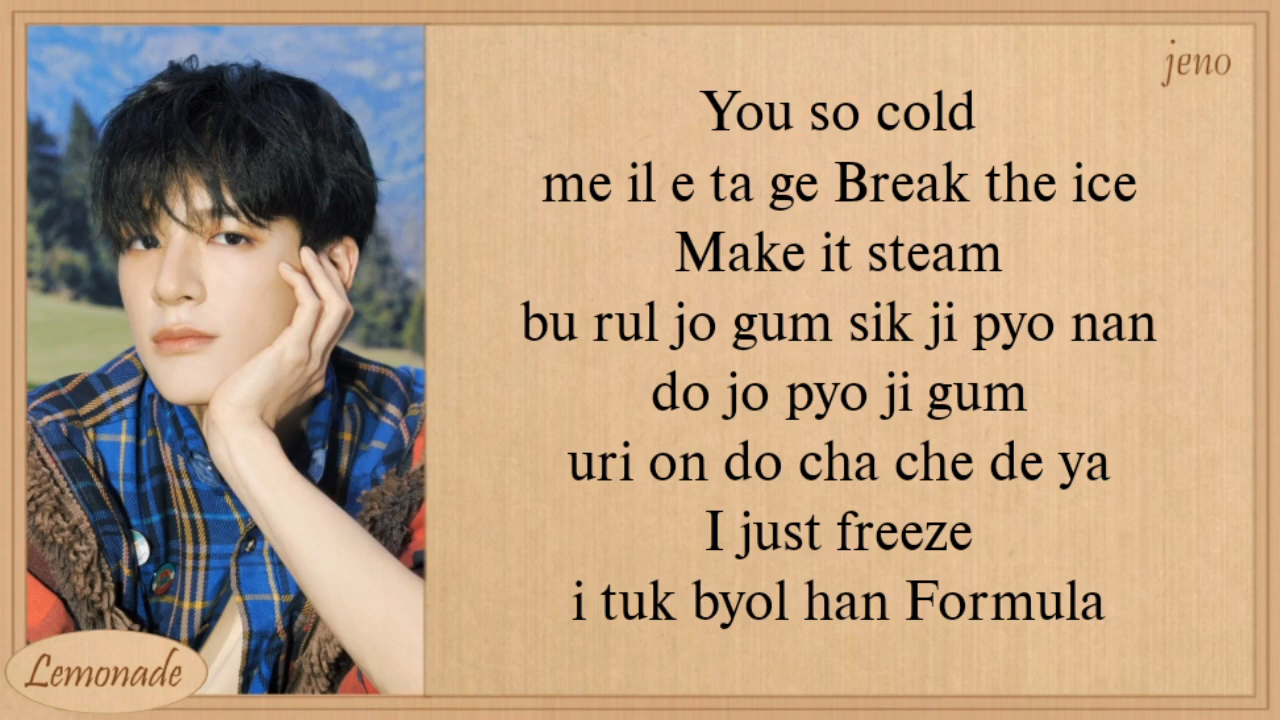 jeno
You so cold
me il e ta ge Break the ice
Make it steam
bu rul jo gum sik ji pyo nan
do jo pyo ji gum
uri on do cha che de ya
I just freeze
i tuk byol han Formula
Lemonade